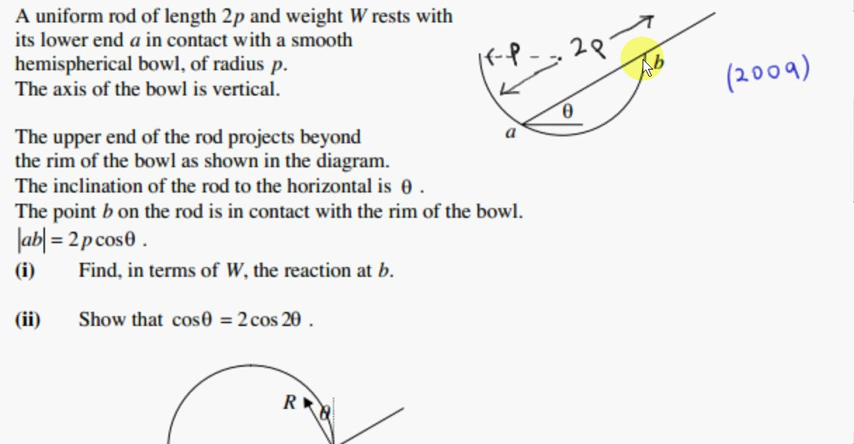 A uniform rod of length 2p and weight W rests with
its lower end a in contact with a smooth
hemispherical bowl, of radius p.
The axis of the bowl is vertical.
The upper end of the rod projects beyond
the rim of the bowl as shown in the diagram.
The inclination of the rod to the horizontal is θ .
The point b on the rod is in contact with the rim of the bowl.
|ab| = 2p cosθ .
(i) Find, in terms of W, the reaction at b.
(ii) Show that cosθ = 2cos 2θ .
p
2p
b
θ
a
(2009)
R
θ